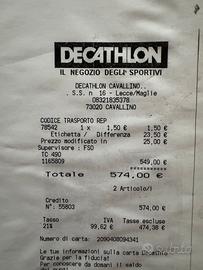 DECATHLON
IL NEGOZIO DEGLI SPORTIVI
DECATHLON CAVALLINO
.S.S. n 16 - Lecce/Maglie
08321835378
73020 CAVALLINO
CODICE TRASPORTO REP
78542 1 x 1,50 € 1,50 €
Etichetta / Differenza 23,50 €
Prezzo modificato in 25,00 €
Supervisore : FSO
TC 490
1165809 549,00 €
Totale 574,00 €
2 Articolo/i
Credito
N°: 55803 574,00 €
Tasso IVA Tasse escluse
21% 99,62 € 474,38 €
Numero di carta: 2090408094341
Le tue informazioni sulla carta Decathlon
Grazie per la fiducia!